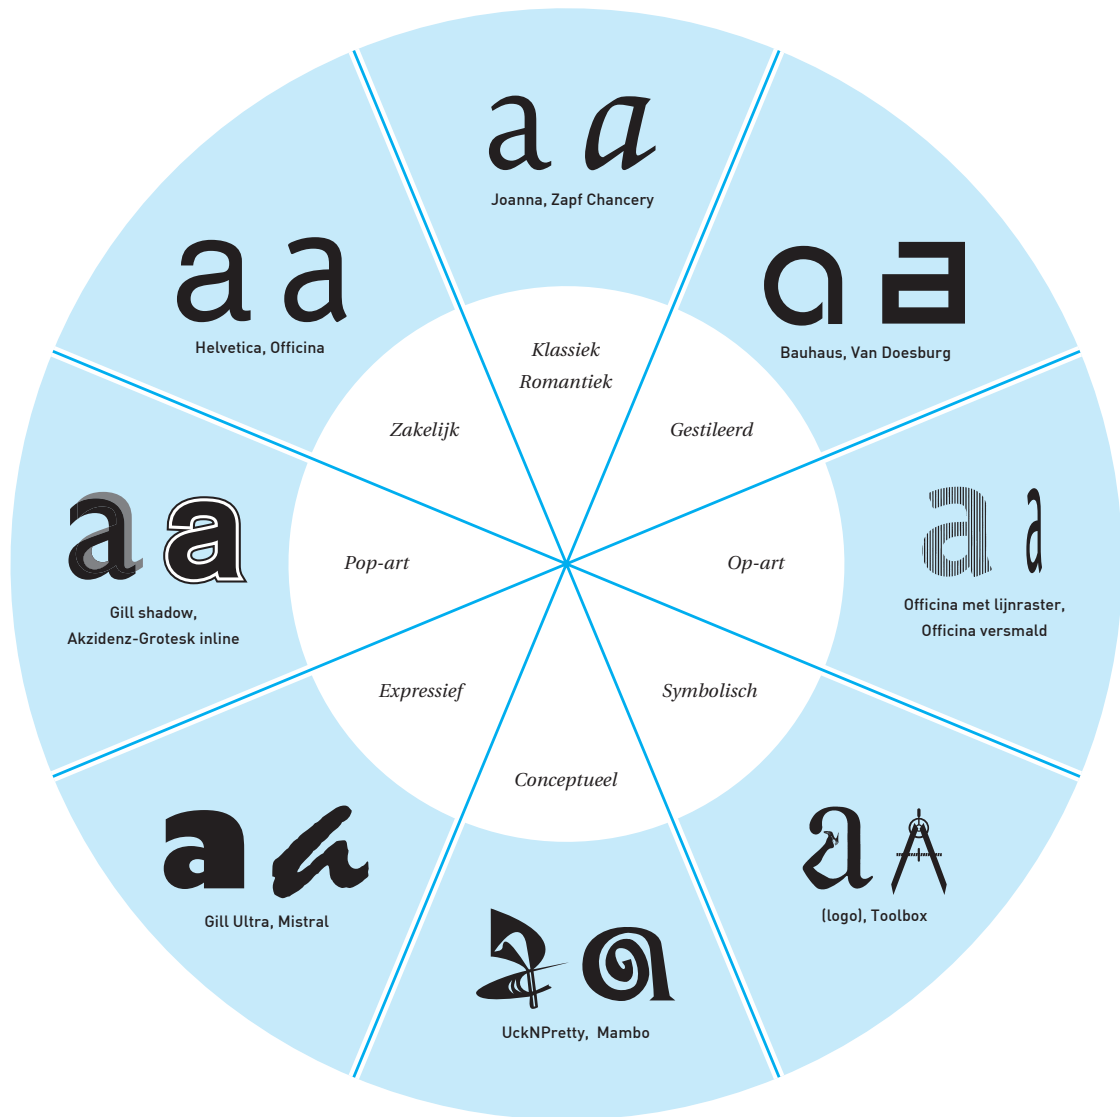 a a
Joanna, Zapf Chancery
a a
Bauhaus, Van Doesburg
a a
Officina met lijnraster,
Officina versmald
a A
(logo), Toolbox
a a
UckNPretty, Mambo
a a
Gill Ultra, Mistral
a a
Gill shadow,
Akzidenz-Grotesk inline
a a
Helvetica, Officina
Klassiek
Romantiek
Gestileerd
Op-art
Symbolisch
Conceptueel
Expressief
Pop-art
Zakelijk